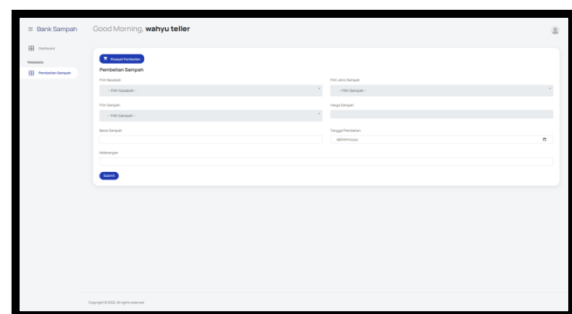 Bank Sampah
Good Morning, wahyu teller
Dashboard
Transaksi
Pembelian Sampah
Riwayat Pembelian
Pembelian Sampah
Pilih Nasabah
Pilih Jenis Sampah
- Pilih Nasabah -
- Pilih Sampah -
Pilih Sampah
Harga Sampah
- Pilih Sampah -
Berat Sampah
Tanggal Pembelian
dd/mm/yyyy
Keterangan
Submit
Copyright © 2022. All rights reserved.